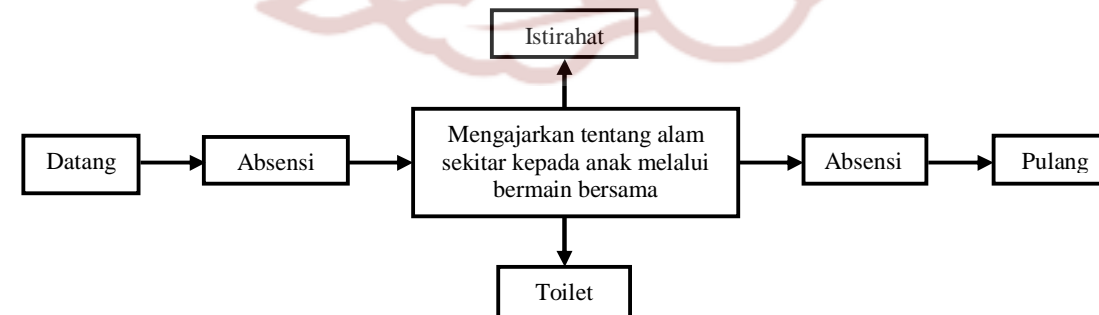 Istirahat
Datang
Absensi
Mengajarkan tentang alam
sekitar kepada anak melalui
bermain bersama
Absensi
Pulang
Toilet